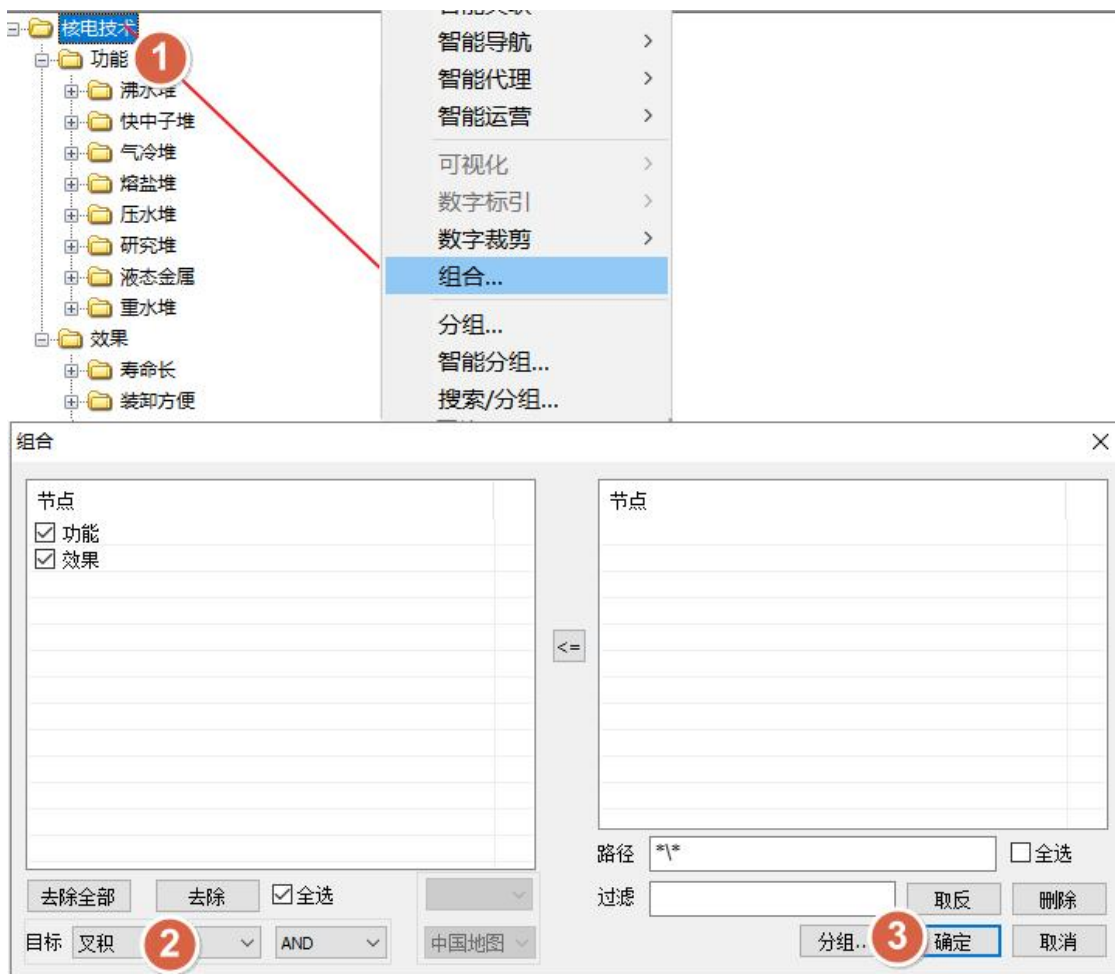 核电技术
功能
1
沸水堆
快中子堆
气冷堆
熔盐堆
压水堆
研究堆
液态金属
重水堆
效果
寿命长
装卸方便
智能导航
智能代理
智能运营
可视化
数字标引
数字裁剪
组合...
分组...
智能分组...
搜索/分组...
组合
节点
功能
效果
<=
节点
去除全部 去除 全选
目标 叉积 2 AND 中国地图
路径 *\* 全选
过滤 取反 删除
分组... 3 确定 取消